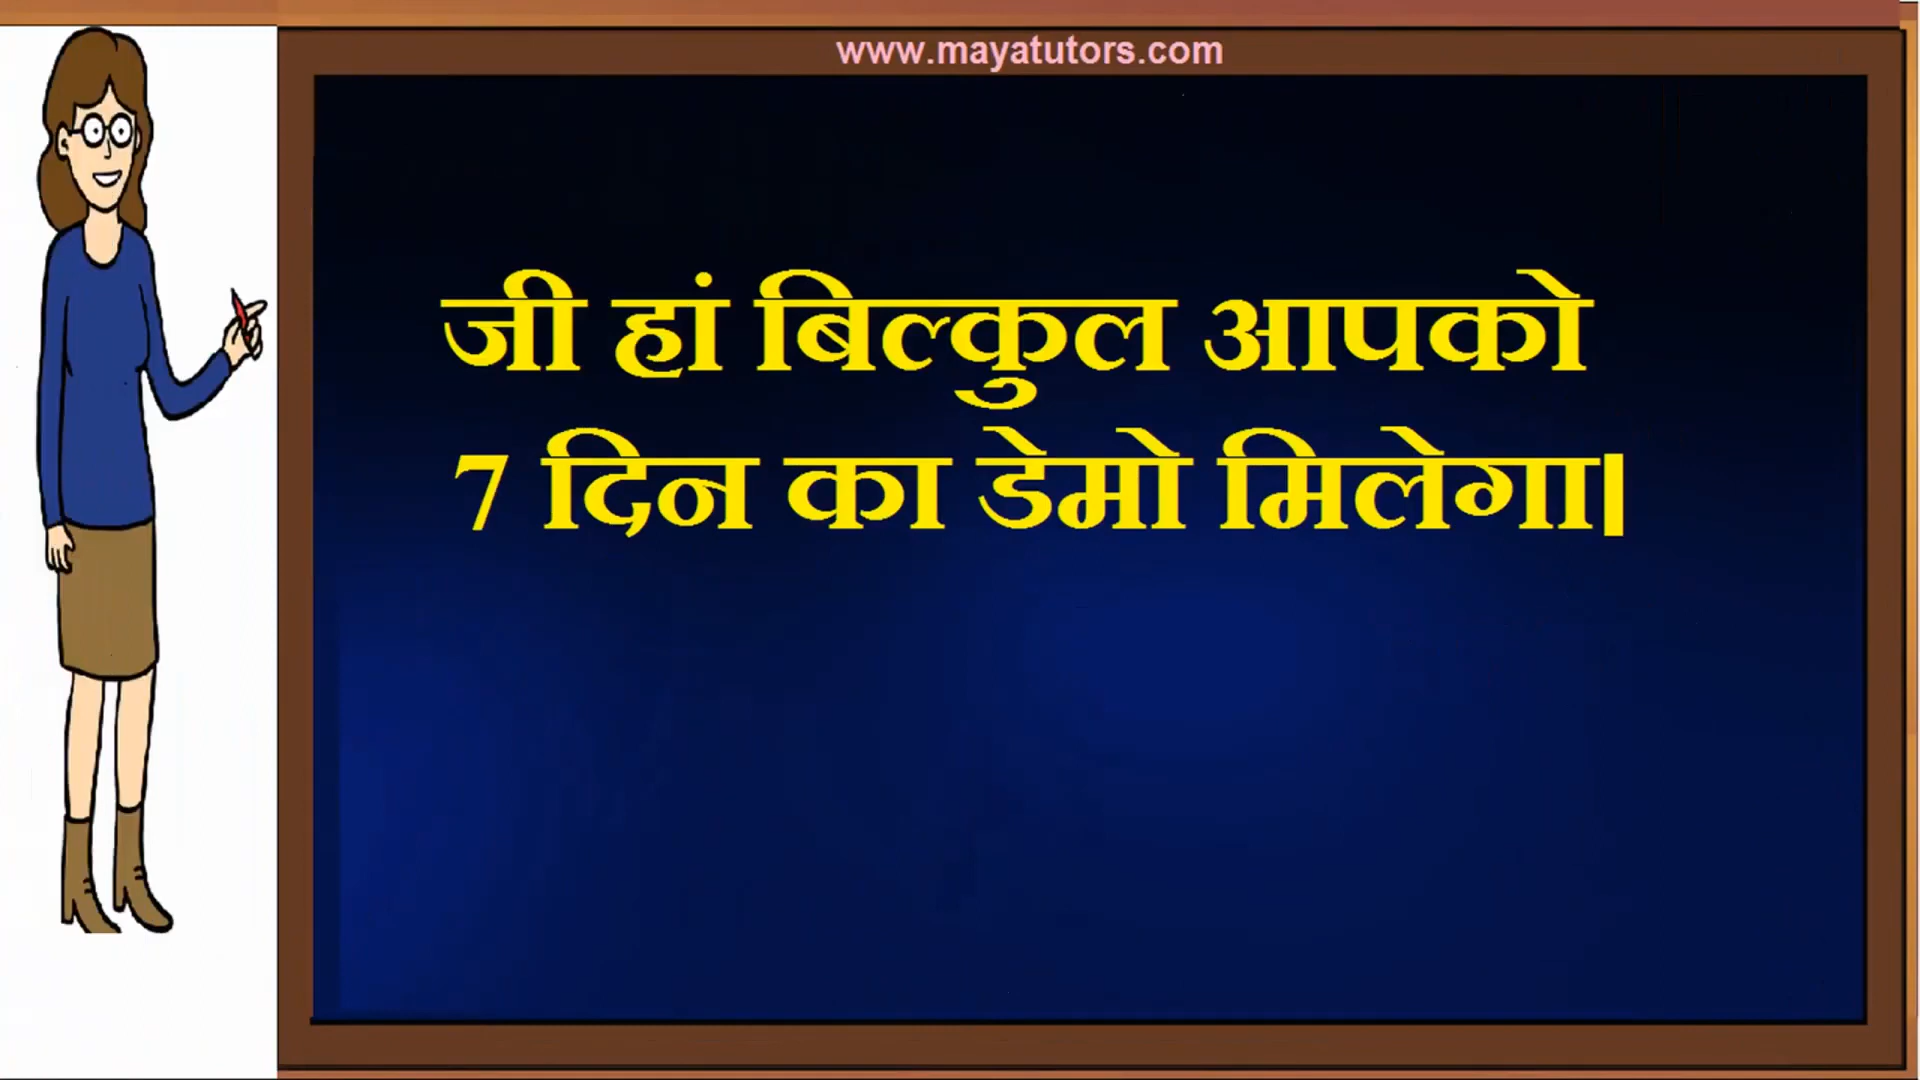 www.mayatutors.com
जी हां बिल्कुल आपको
7 दिन का डेमो मिलेगा।